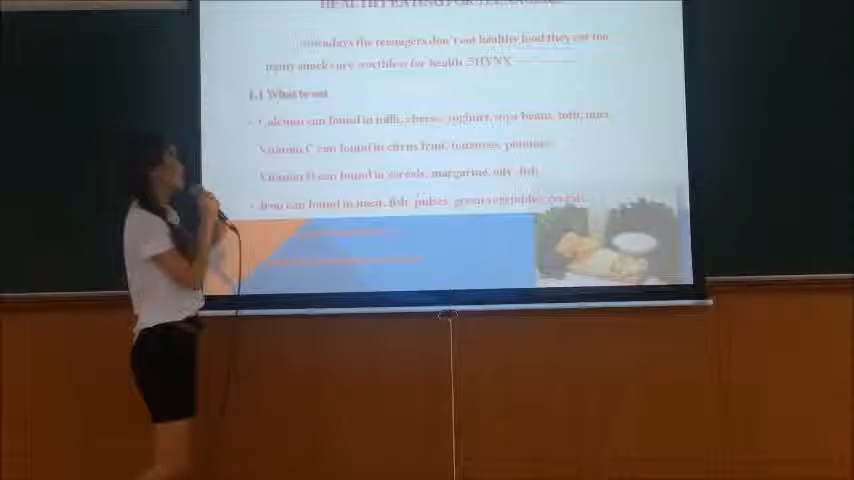 HEALTHY EATING FOR TEENAGERS
Nowadays the teenagers don't eat healthy food they eat too
many snack are worthless for health
1.1 What to eat
- Calcium can found in milk, cheese, yoghurt, soya beans, tofu, nuts
Vitamin C can found in citrus fruit, tomatoes, potatoes
Vitamin D can found in cereals, margarine, oily fish
- Iron can found in meat, fish, pulses, green vegetables, cereals